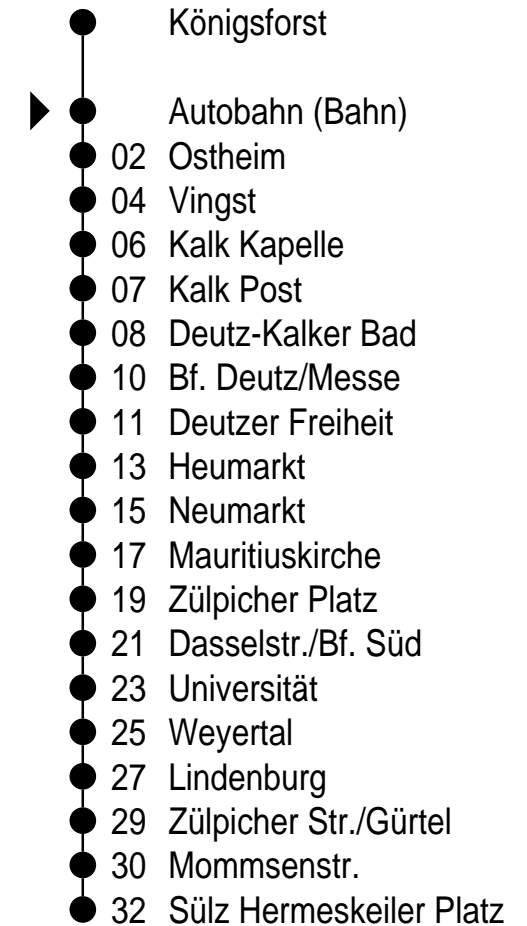 Königsforst
Autobahn (Bahn)
02 Ostheim
04 Vingst
06 Kalk Kapelle
07 Kalk Post
08 Deutz-Kalker Bad
10 Bf. Deutz/Messe
11 Deutzer Freiheit
13 Heumarkt
15 Neumarkt
17 Mauritiuskirche
19 Zülpicher Platz
21 Dasselstr./Bf. Süd
23 Universität
25 Weyertal
27 Lindenburg
29 Zülpicher Str./Gürtel
30 Mommsenstr.
32 Sülz Hermeskeiler Platz